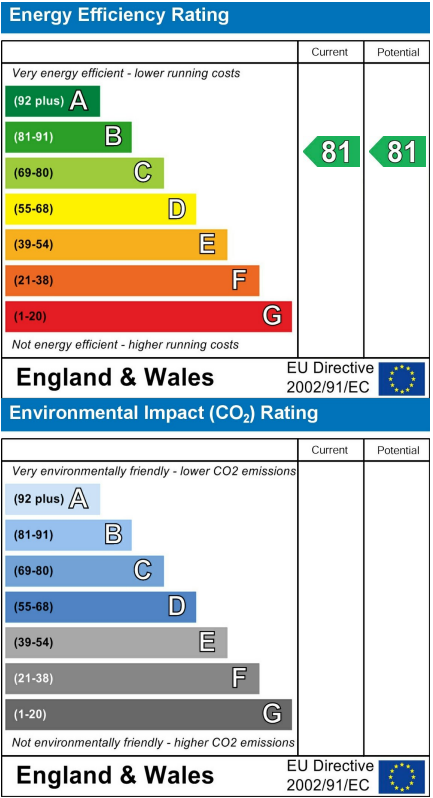 Energy Efficiency Rating
Current Potential
Very energy efficient - lower running costs
(92 plus) A
(81-91) B
81 81
(69-80) C
(55-68) D
(39-54) E
(21-38) F
(1-20) G
Not energy efficient - higher running costs
England & Wales
EU Directive
2002/91/EC
Environmental Impact (CO₂) Rating
Current Potential
Very environmentally friendly - lower CO2 emissions
(92 plus) A
(81-91) B
(69-80) C
(55-68) D
(39-54) E
(21-38) F
(1-20) G
Not environmentally friendly - higher CO2 emissions
England & Wales
EU Directive
2002/91/EC